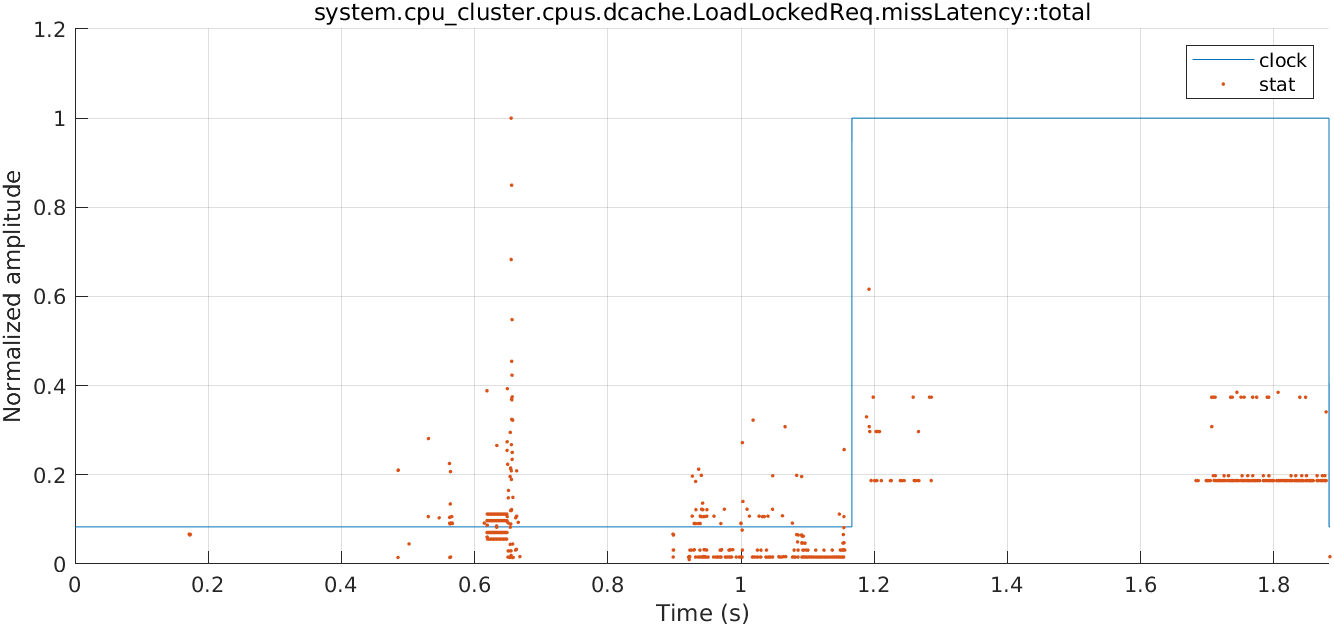 system.cpu_cluster.cpus.dcache.LoadLockedReq.missLatency::total
1.2
1
0.8
0.6
0.4
0.2
0
Normalized amplitude
clock
stat
0 0.2 0.4 0.6 0.8 1 1.2 1.4 1.6 1.8
Time (s)